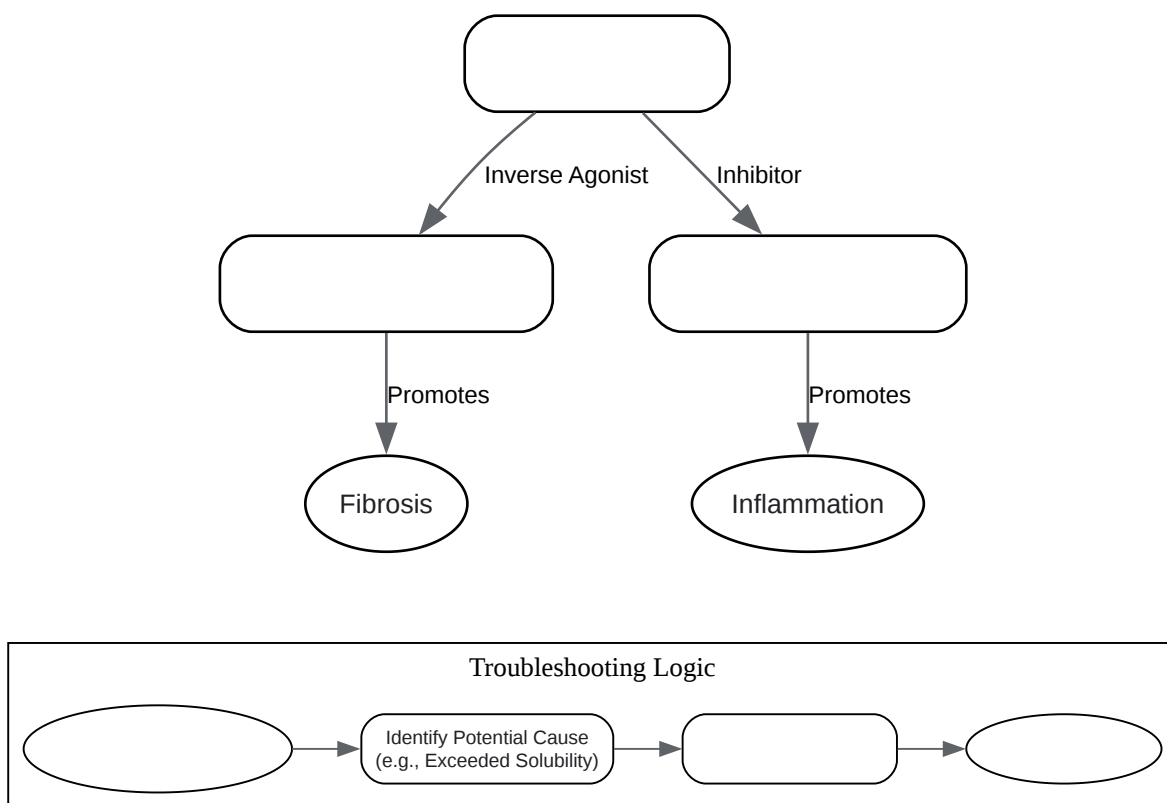 Inverse Agonist
Inhibitor
Promotes
Promotes
Fibrosis
Inflammation
Troubleshooting Logic
Identify Potential Cause
(e.g., Exceeded Solubility)